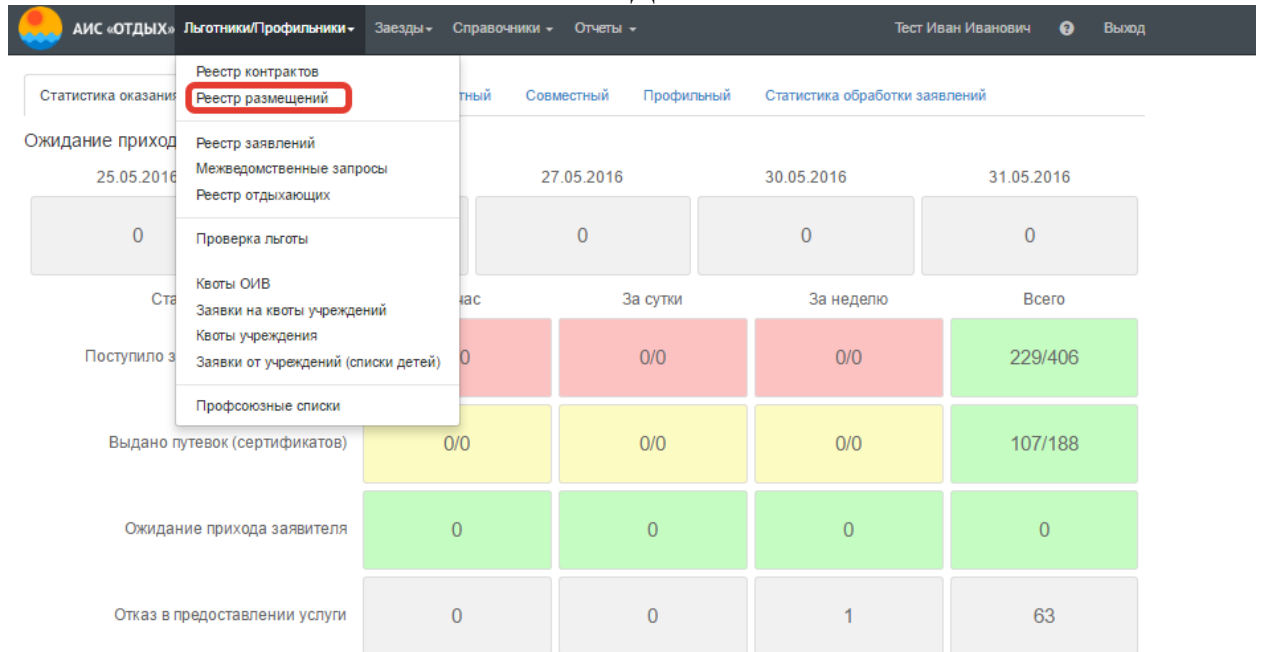 АИС «ОТДЫХ» Льготники/Профильники Заезды Справочники Отчеты Тест Иван Иванович ? Выход
Реестр контрактов
Реестр размещений
Реестр заявлений
Межведомственные запросы
Реестр отдыхающих
Проверка льготы
Квоты ОИВ
Заявки на квоты учреждений
Квоты учреждения
Заявки от учреждений (списки детей)
Профсоюзные списки
Статистика оказания тный Совместный Профильный Статистика обработки заявлений
Ожидание приход
25.05.2016 27.05.2016 30.05.2016 31.05.2016
0 0 0 0
Ста час За сутки За неделю Всего
Поступило з 0 0/0 0/0 229/406
Выдано путевок (сертификатов) 0/0 0/0 0/0 107/188
Ожидание прихода заявителя 0 0 0 0
Отказ в предоставлении услуги 0 0 1 63